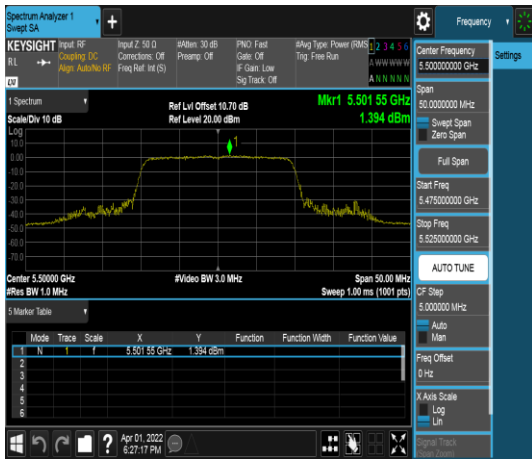 Spectrum Analyzer 1
Swept SA
Frequency
KEYSIGHT
RL
LXI
Input: RF
Coupling: DC
Align: Auto/No RF
Input Z: 50 Ω
Corrections: Off
Freq Ref: Int (S)
#Atten: 30 dB
Preamp: Off
PNO: Fast
Gate: Off
IF Gain: Low
Sig Track: Off
#Avg Type: Power (RMS
Trig: Free Run
1 2 3 4 5 6
A WWWWW
A N N N N N
Center Frequency
5.500000000 GHz
Settings
Span
50.0000000 MHz
Swept Span
Zero Span
Full Span
Start Freq
5.475000000 GHz
Stop Freq
5.525000000 GHz
AUTO TUNE
CF Step
5.000000 MHz
Auto
Man
Freq Offset
0 Hz
X Axis Scale
Log
Lin
Signal Track
(Span Zoom)
1 Spectrum
Scale/Div 10 dB
Ref Lvl Offset 10.70 dB
Ref Level 20.00 dBm
Mkr1 5.501 55 GHz
1.394 dBm
Log
10.0
0.00
-10.0
-20.0
-30.0
-40.0
-50.0
-60.0
-70.0
1
Center 5.50000 GHz
#Res BW 1.0 MHz
#Video BW 3.0 MHz
Span 50.00 MHz
Sweep 1.00 ms (1001 pts)
5 Marker Table
Mode Trace Scale X Y Function Function Width Function Value
1 N 1 f 5.501 55 GHz 1.394 dBm
2
3
4
5
6
Apr 01, 2022
6:27:17 PM